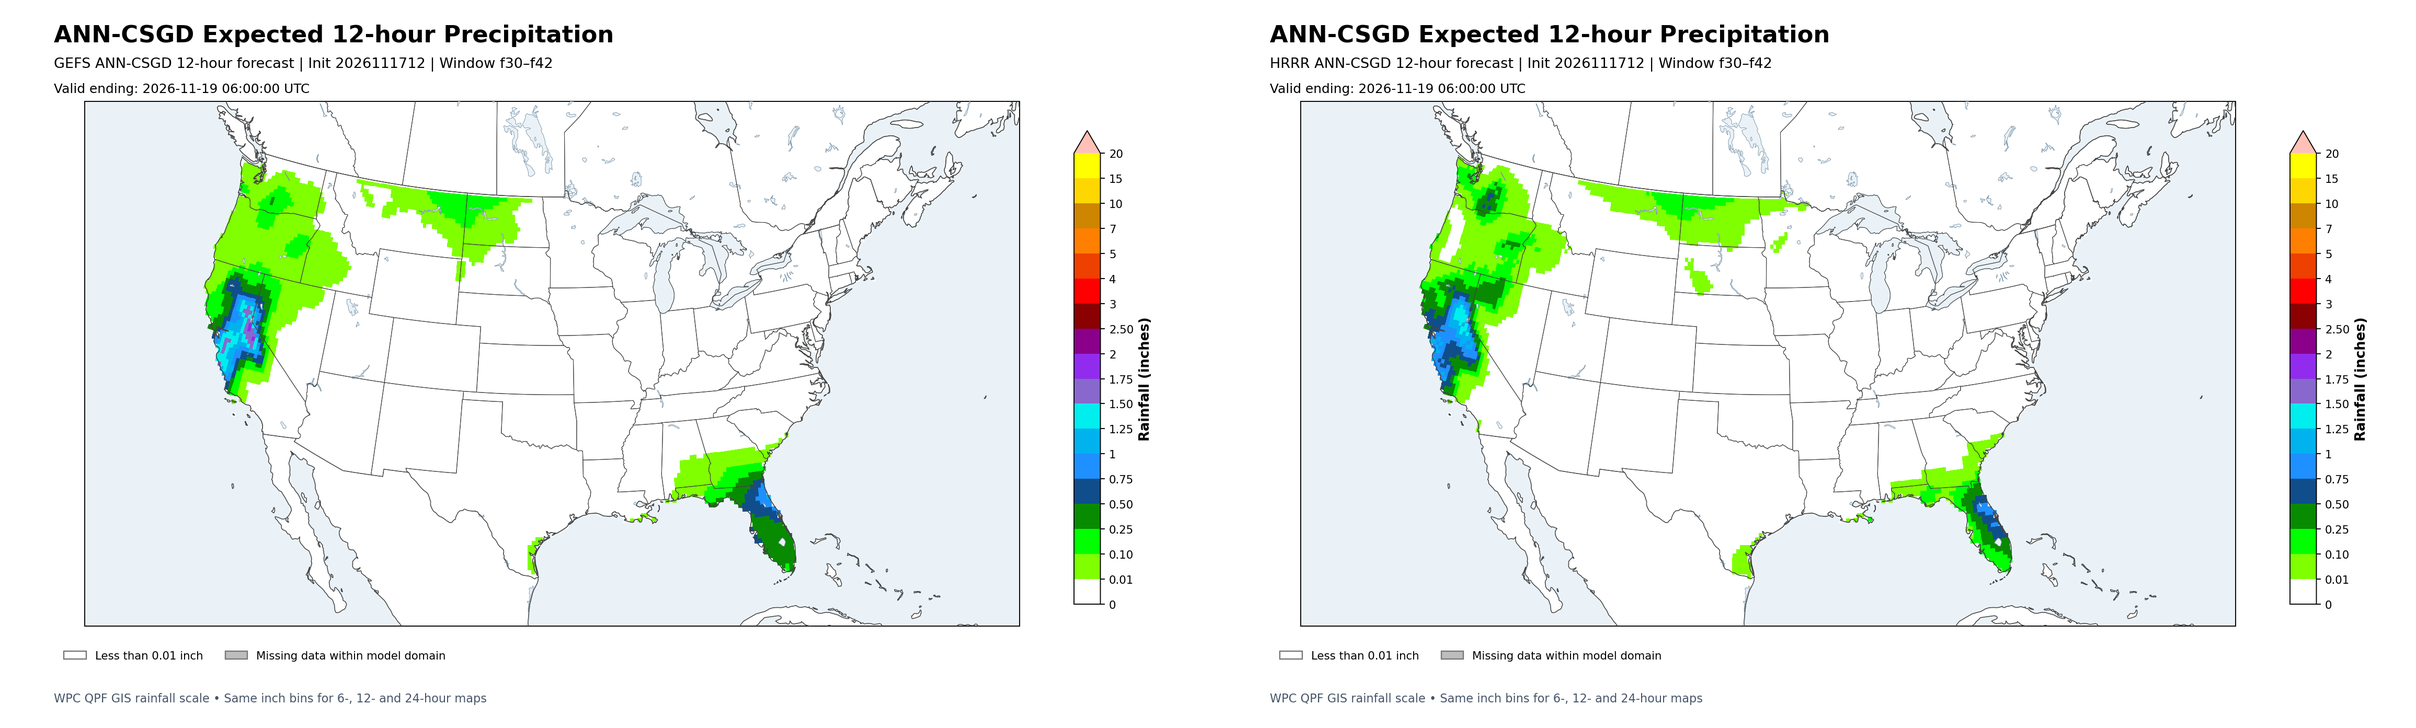 ANN-CSGD Expected 12-hour Precipitation
GEFS ANN-CSGD 12-hour forecast | Init 2026111712 | Window f30–f42
Valid ending: 2026-11-19 06:00:00 UTC
20
15
10
7
5
4
3
2.50
2
1.75
1.50
1.25
1
0.75
0.50
0.25
0.10
0.01
0
Rainfall (inches)
Less than 0.01 inch
Missing data within model domain
WPC QPF GIS rainfall scale • Same inch bins for 6-, 12- and 24-hour maps
ANN-CSGD Expected 12-hour Precipitation
HRRR ANN-CSGD 12-hour forecast | Init 2026111712 | Window f30–f42
Valid ending: 2026-11-19 06:00:00 UTC
20
15
10
7
5
4
3
2.50
2
1.75
1.50
1.25
1
0.75
0.50
0.25
0.10
0.01
0
Rainfall (inches)
Less than 0.01 inch
Missing data within model domain
WPC QPF GIS rainfall scale • Same inch bins for 6-, 12- and 24-hour maps